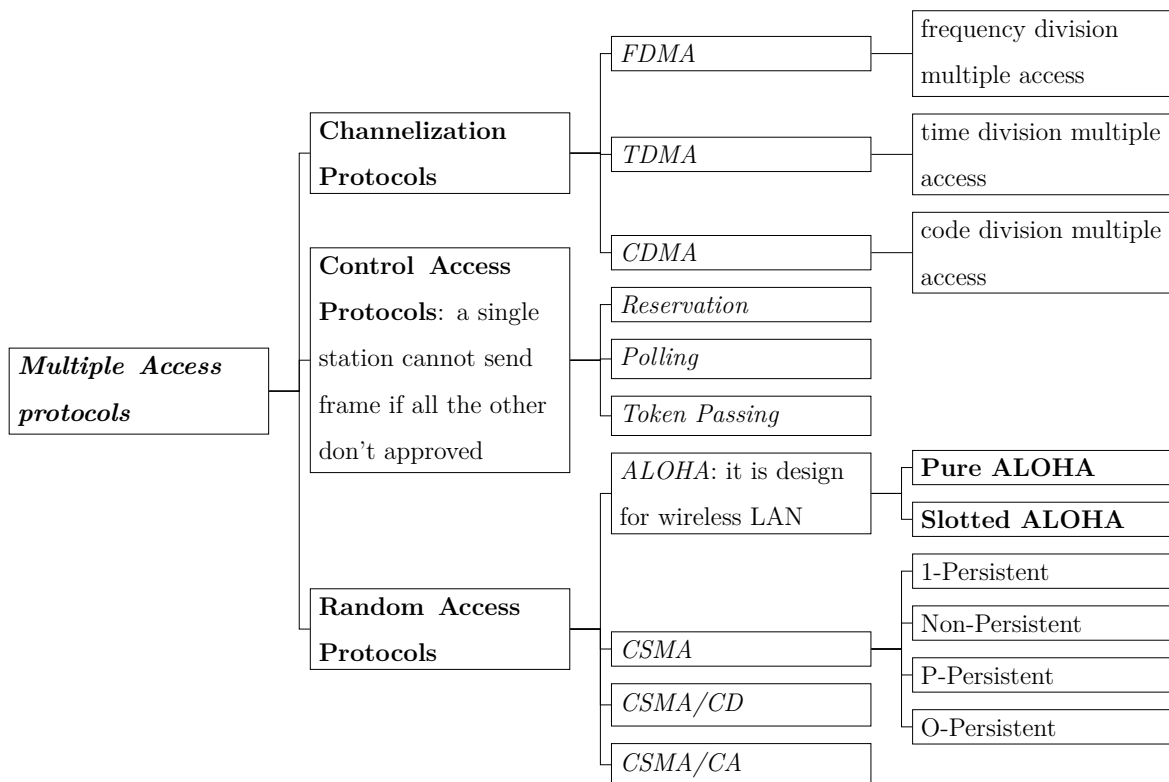 Multiple Access
protocols
Channelization
Protocols
FDMA
frequency division
multiple access
TDMA
time division multiple
access
CDMA
code division multiple
access
Control Access
Protocols: a single
station cannot send
frame if all the other
don't approved
Reservation
Polling
Token Passing
Random Access
Protocols
ALOHA: it is design
for wireless LAN
Pure ALOHA
Slotted ALOHA
CSMA
1-Persistent
Non-Persistent
P-Persistent
O-Persistent
CSMA/CD
CSMA/CA